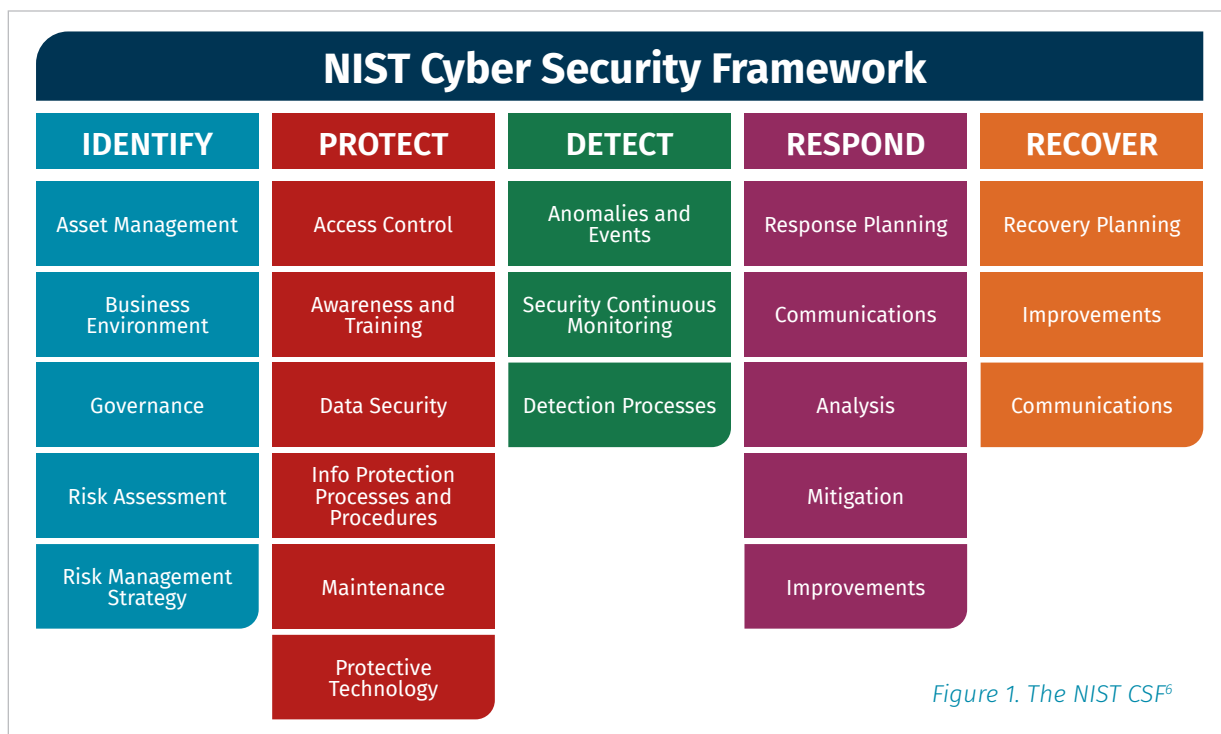 NIST Cyber Security Framework
IDENTIFY
Asset Management
Business
Environment
Governance
Risk Assessment
Risk Management
Strategy
PROTECT
Access Control
Awareness and
Training
Data Security
Info Protection
Processes and
Procedures
Maintenance
Protective
Technology
DETECT
Anomalies and
Events
Security Continuous
Monitoring
Detection Processes
RESPOND
Response Planning
Communications
Analysis
Mitigation
Improvements
RECOVER
Recovery Planning
Improvements
Communications
Figure 1. The NIST CSF⁶